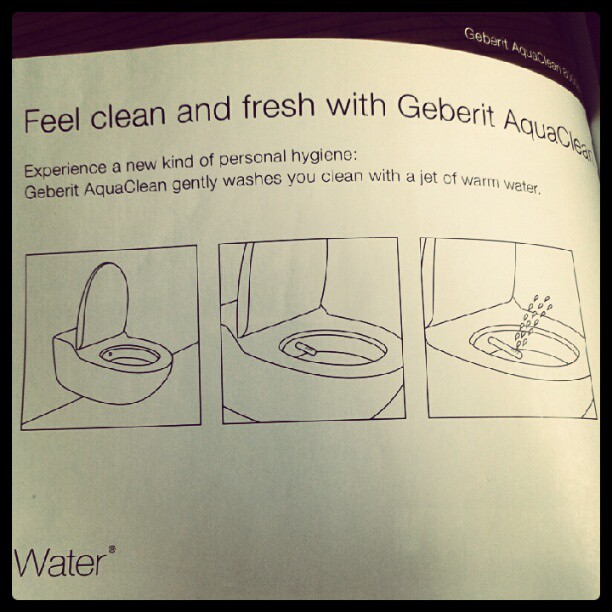 Geberit AquaClean
Feel clean and fresh with Geberit AquaClean
Experience a new kind of personal hygiene:
Geberit AquaClean gently washes you clean with a jet of warm water.
Water®